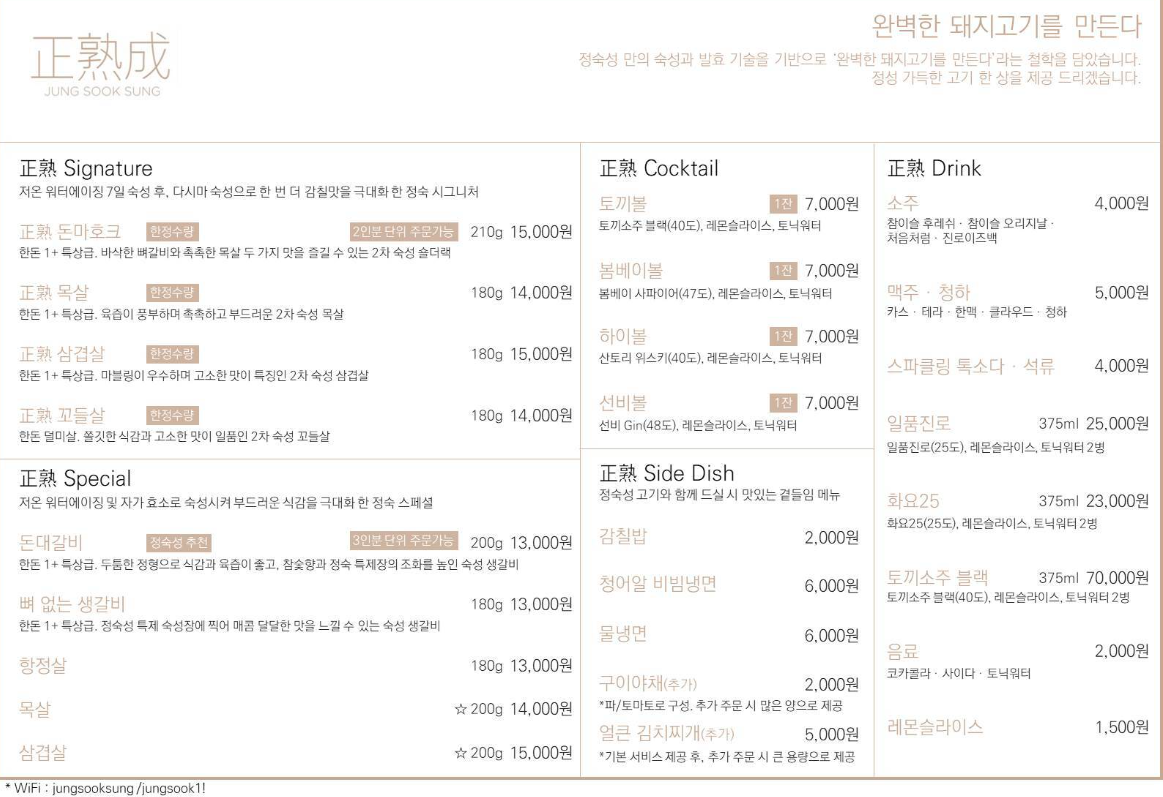 正熟成
JUNG SOOK SUNG
완벽한 돼지고기를 만든다
정숙성 만의 숙성과 발효 기술을 기반으로 '완벽한 돼지고기를 만든다'라는 철학을 담았습니다.
정성 가득한 고기 한 상을 제공 드리겠습니다.
正熟 Signature
저온 워터에이징 7일 숙성 후, 다시마 숙성으로 한 번 더 감칠맛을 극대화 한 정숙 시그니처
正熟 돈마호크 한정수량 2인분 단위 주문가능 210g 15,000원
한돈 1+ 특상급. 바삭한 뼈갈비와 촉촉한 목살 두 가지 맛을 즐길 수 있는 2차 숙성 숄더랙
正熟 목살 한정수량 180g 14,000원
한돈 1+ 특상급. 육즙이 풍부하며 촉촉하고 부드러운 2차 숙성 목살
正熟 삼겹살 한정수량 180g 15,000원
한돈 1+ 특상급. 마블링이 우수하며 고소한 맛이 특징인 2차 숙성 삼겹살
正熟 꼬들살 한정수량 180g 14,000원
한돈 덜미살. 쫄깃한 식감과 고소한 맛이 일품인 2차 숙성 꼬들살
正熟 Special
저온 워터에이징 및 자가 효소로 숙성시켜 부드러운 식감을 극대화 한 정숙 스페셜
돈대갈비 정숙성 추천 3인분 단위 주문가능 200g 13,000원
한돈 1+ 특상급. 두툼한 정형으로 식감과 육즙이 좋고, 참숯향과 정숙 특제장의 조화를 높인 숙성 생갈비
뼈 없는 생갈비 180g 13,000원
한돈 1+ 특상급. 정숙성 특제 숙성장에 찍어 매콤 달달한 맛을 느낄 수 있는 숙성 생갈비
항정살 180g 13,000원
목살 ☆ 200g 14,000원
삼겹살 ☆ 200g 15,000원
正熟 Cocktail
토끼볼 1잔 7,000원
토끼소주 블랙(40도), 레몬슬라이스, 토닉워터
봄베이볼 1잔 7,000원
봄베이 사파이어(47도), 레몬슬라이스, 토닉워터
하이볼 1잔 7,000원
산토리 위스키(40도), 레몬슬라이스, 토닉워터
선비볼 1잔 7,000원
선비 Gin(48도), 레몬슬라이스, 토닉워터
正熟 Side Dish
정숙성 고기와 함께 드실 시 맛있는 곁들임 메뉴
감칠밥 2,000원
청어알 비빔냉면 6,000원
물냉면 6,000원
구이야채(추가) 2,000원
*파/토마토로 구성. 추가 주문 시 많은 양으로 제공
얼큰 김치찌개(추가) 5,000원
*기본 서비스 제공 후, 추가 주문 시 큰 용량으로 제공
正熟 Drink
소주 4,000원
참이슬 후레쉬 · 참이슬 오리지날 ·
처음처럼 · 진로이즈백
맥주 · 청하 5,000원
카스 · 테라 · 한맥 · 클라우드 · 청하
스파클링 톡소다 · 석류 4,000원
일품진로 375ml 25,000원
일품진로(25도), 레몬슬라이스, 토닉워터 2병
화요25 375ml 23,000원
화요25(25도), 레몬슬라이스, 토닉워터 2병
토끼소주 블랙 375ml 70,000원
토끼소주 블랙(40도), 레몬슬라이스, 토닉워터 2병
음료 2,000원
코카콜라 · 사이다 · 토닉워터
레몬슬라이스 1,500원
* WiFi : jungsooksung /jungsook1!